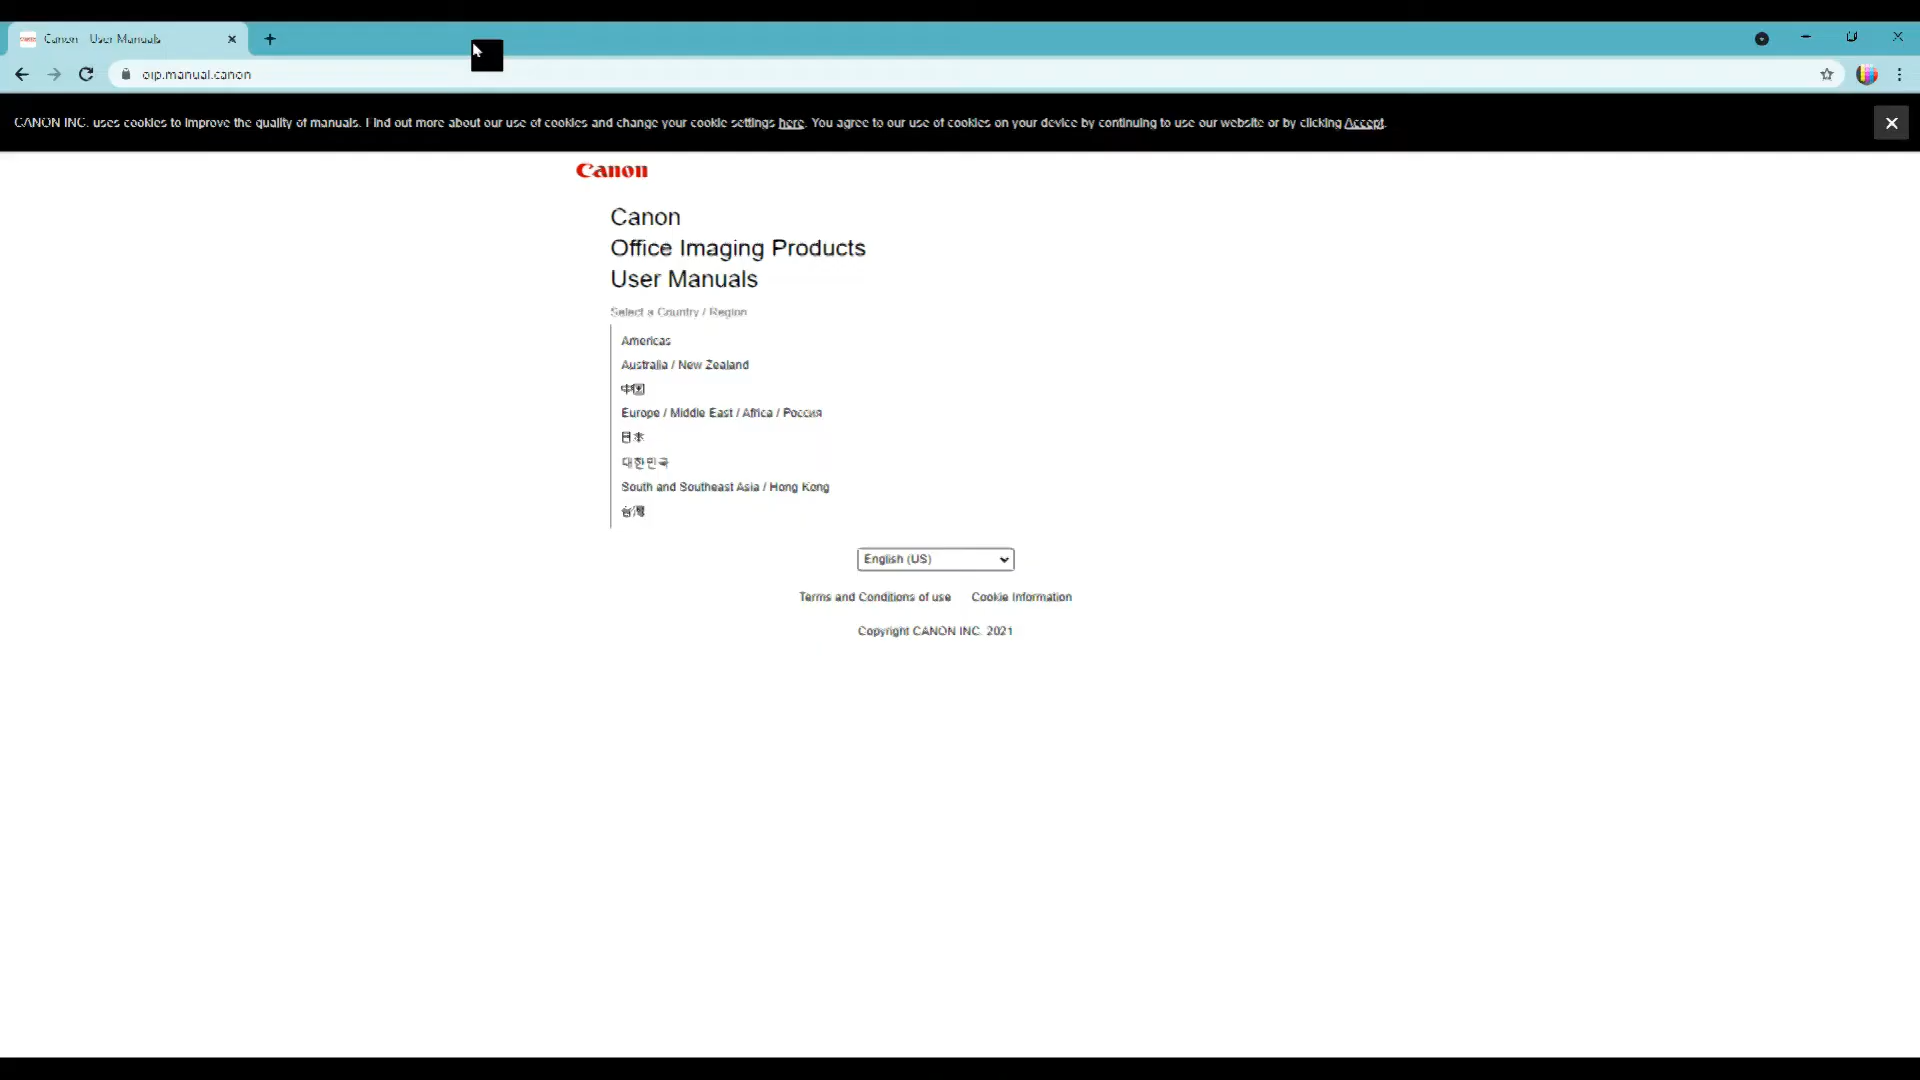 Canon User Manuals
oip.manual.canon
CANON INC. uses cookies to improve the quality of manuals. Find out more about our use of cookies and change your cookie settings here. You agree to our use of cookies on your device by continuing to use our website or by clicking Accept.
Canon
Canon
Office Imaging Products
User Manuals
Select a Country / Region
Americas
Australia / New Zealand
中国
Europe / Middle East / Africa / Россия
日本
대한민국
South and Southeast Asia / Hong Kong
台灣
English (US)
Terms and Conditions of use Cookie Information
Copyright CANON INC. 2021